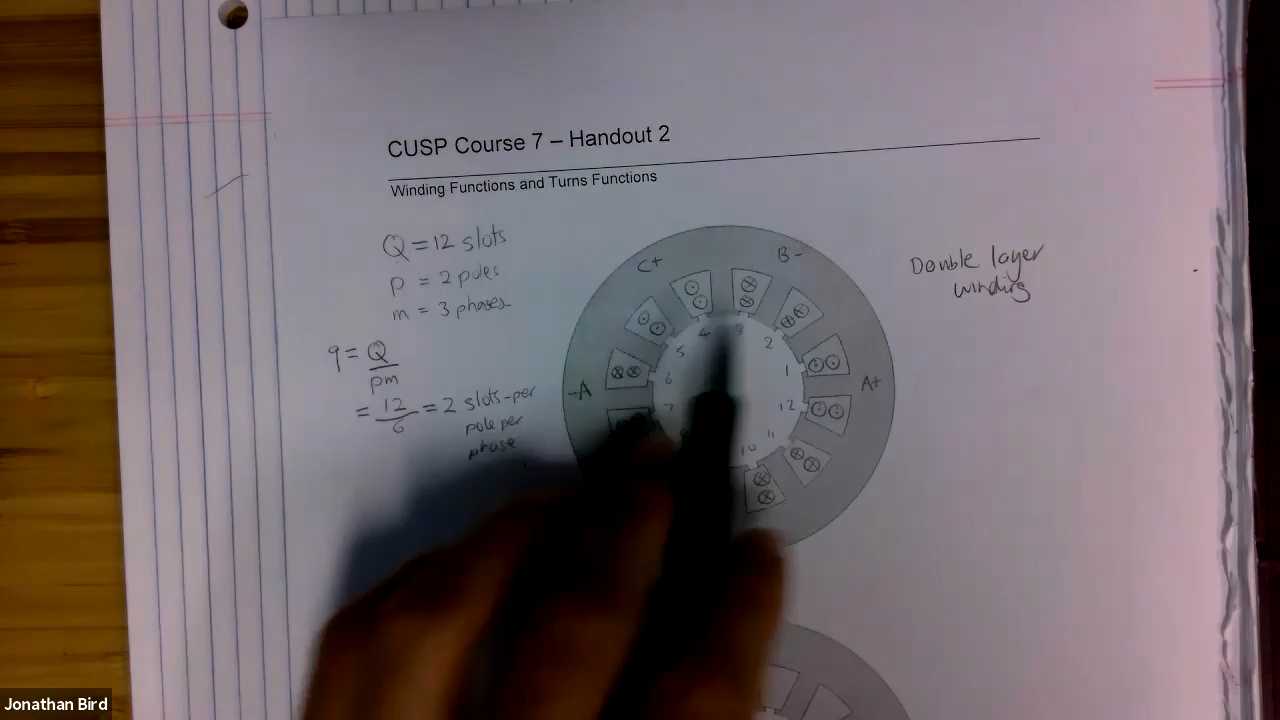 CUSP Course 7 – Handout 2
Winding Functions and Turns Functions
Q = 12 slots
p = 2 poles
m = 3 phases
q = Q
pm
= 12 = 2 slots-per
6
pole per
phase
C+
B-
Double layer
winding
-A
A+
4
3
5
2
6
1
7
12
11
10
Jonathan Bird